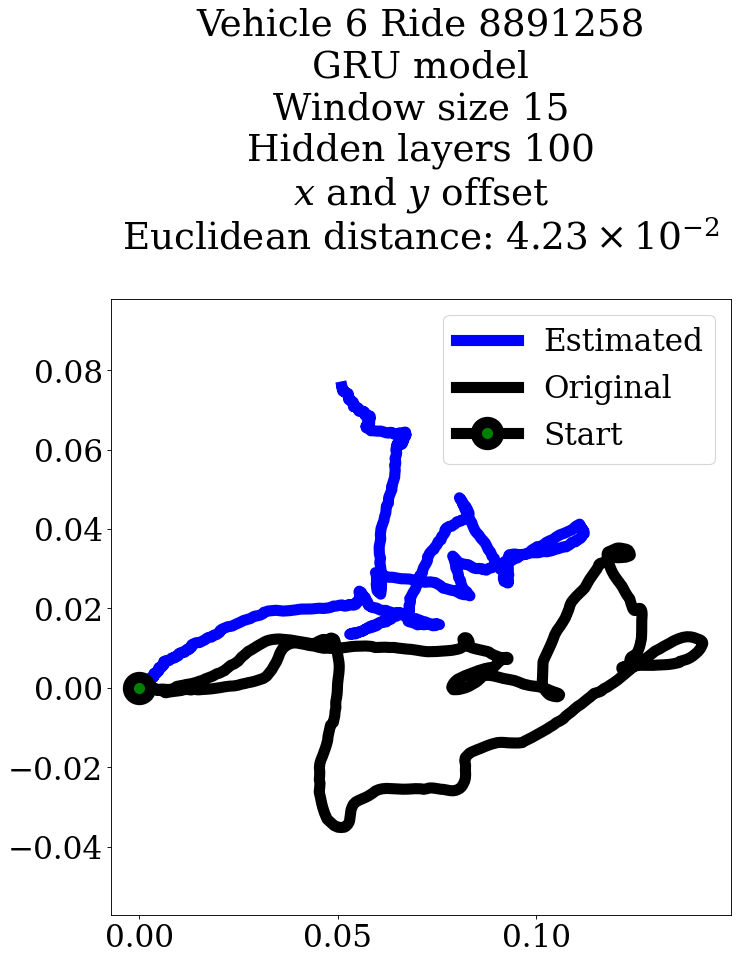 Vehicle 6 Ride 8891258
GRU model
Window size 15
Hidden layers 100
x and y offset
Euclidean distance: 4.23 × 10⁻²
Estimated
Original
Start
0.08
0.06
0.04
0.02
0.00
−0.02
−0.04
0.00 0.05 0.10